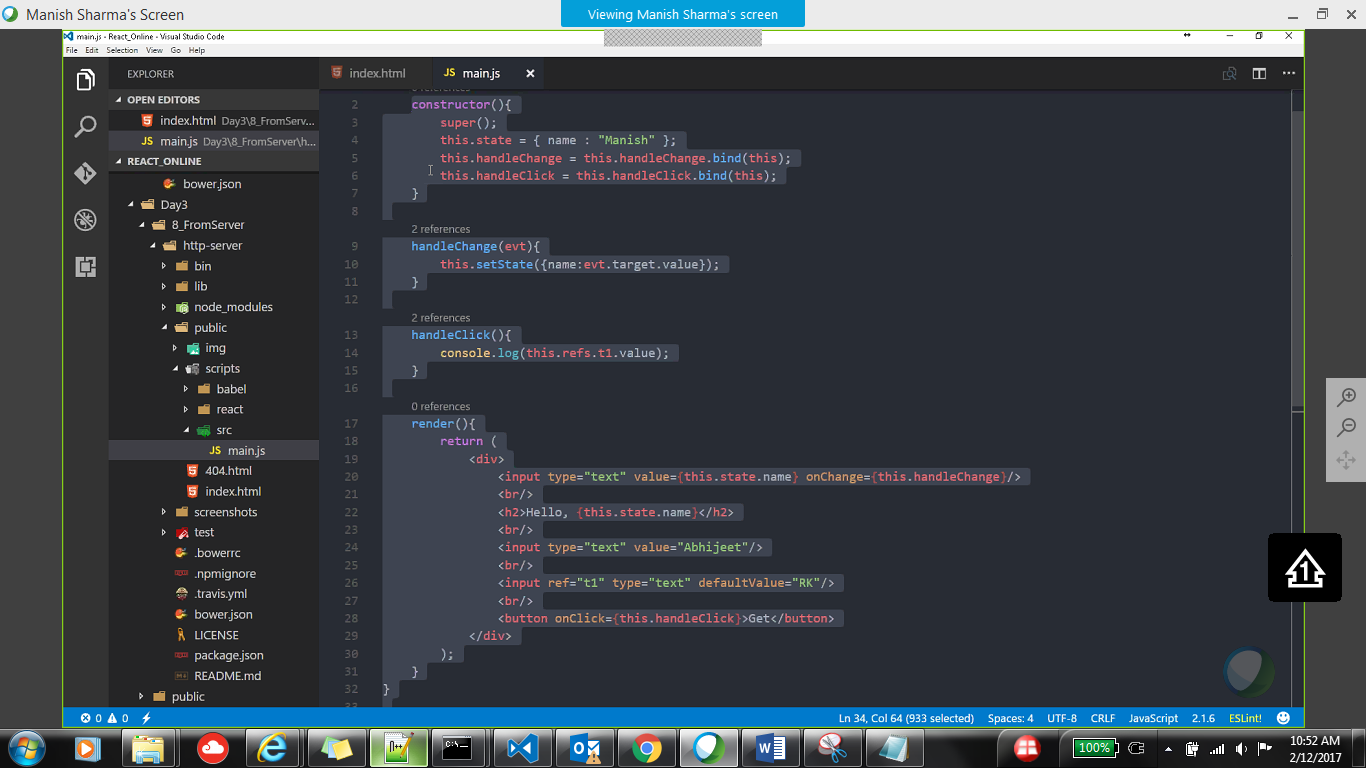 Manish Sharma's Screen
Viewing Manish Sharma's screen
main.js - React_Online - Visual Studio Code
File Edit Selection View Go Help
EXPLORER
OPEN EDITORS
index.html Day3\8_FromServ...
JS main.js Day3\8_FromServer\h...
REACT_ONLINE
bower.json
Day3
8_FromServer
http-server
bin
lib
node_modules
public
img
scripts
babel
react
src
JS main.js
404.html
index.html
screenshots
test
.bowerrc
.npmignore
.travis.yml
bower.json
LICENSE
package.json
README.md
public
index.html
JS main.js
2 constructor(){
3 super();
4 this.state = { name : "Manish" };
5 this.handleChange = this.handleChange.bind(this);
6 this.handleClick = this.handleClick.bind(this);
7 }
8
2 references
9 handleChange(evt){
10 this.setState({name:evt.target.value});
11 }
12
2 references
13 handleClick(){
14 console.log(this.refs.t1.value);
15 }
16
0 references
17 render(){
18 return (
19 <div>
20 <input type="text" value={this.state.name} onChange={this.handleChange}/>
21 <br/>
22 <h2>Hello, {this.state.name}</h2>
23 <br/>
24 <input type="text" value="Abhijeet"/>
25 <br/>
26 <input ref="t1" type="text" defaultValue="RK"/>
27 <br/>
28 <button onClick={this.handleClick}>Get</button>
29 </div>
30 );
31 }
32 }
0 0
Ln 34, Col 64 (933 selected) Spaces: 4 UTF-8 CRLF JavaScript 2.1.6 ESLint!
100%
10:52 AM
2/12/2017